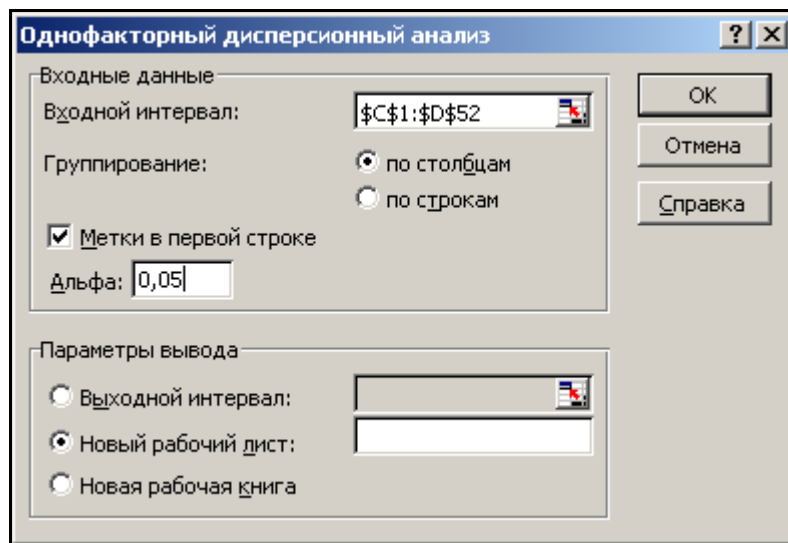 Однофакторный дисперсионный анализ
Входные данные
Входной интервал: $C$1:$D$52
Группирование: по столбцам
по строкам
Метки в первой строке
Альфа: 0,05
ОК
Отмена
Справка
Параметры вывода
Выходной интервал:
Новый рабочий лист:
Новая рабочая книга